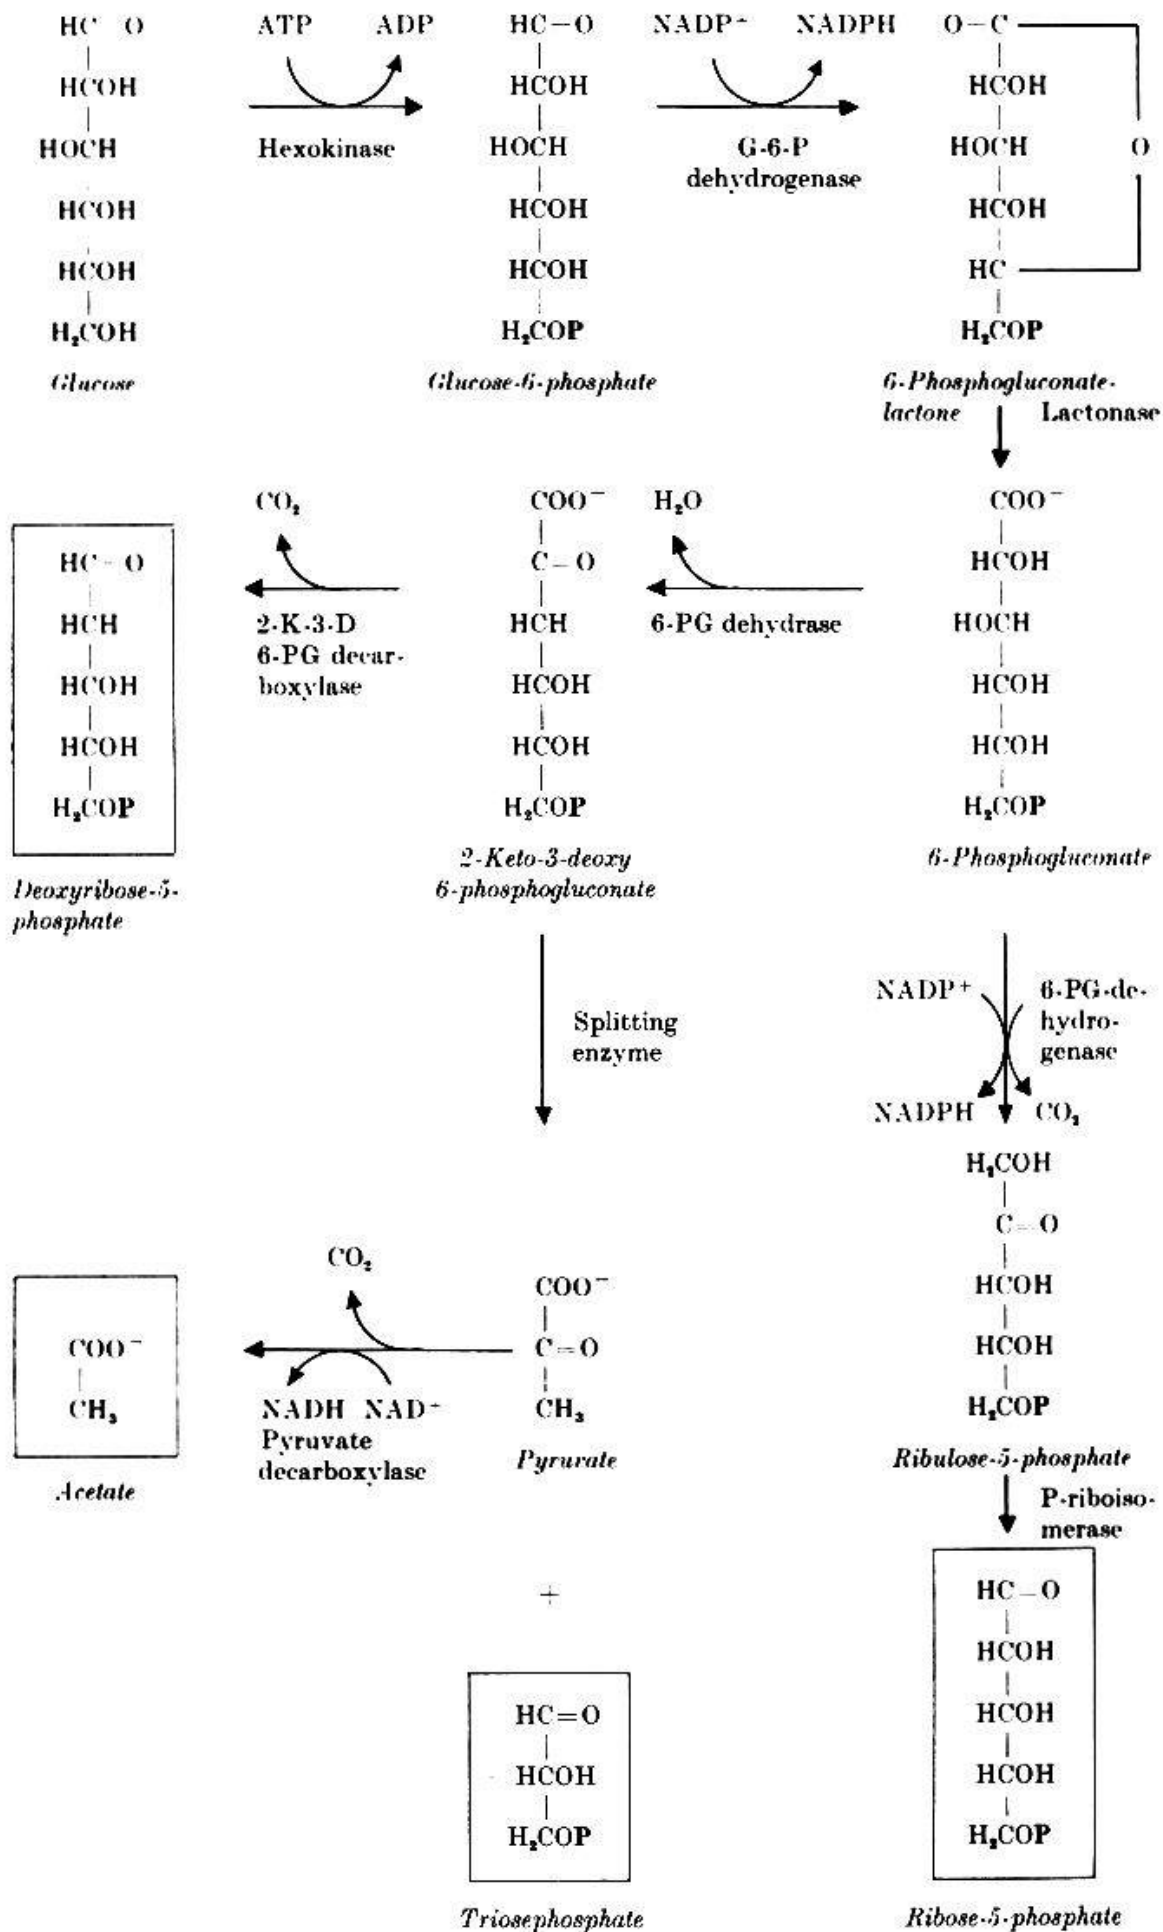 HC O ATP ADP HC–O NADP⁺ NADPH O–C
HCOH HCOH HCOH
HOCH Hexokinase HOCH G-6-P HOCH O
dehydrogenase
HCOH HCOH HCOH
HCOH HCOH HC
H₂COH H₂COP H₂COP
Glucose Glucose-6-phosphate 6-Phosphogluconate-
lactone Lactonase
CO₂ COO⁻ H₂O COO⁻
HC–O C–O HCOH
HCH 2-K-3-D HCH 6-PG dehydrase HOCH
6-PG decar-
HCOH boxylase HCOH HCOH
HCOH HCOH HCOH
H₂COP H₂COP H₂COP
Deoxyribose-5- 2-Keto-3-deoxy 6-Phosphogluconate
phosphate 6-phosphogluconate
NADP⁺ 6-PG-de-
Splitting hydro-
enzyme genase
NADPH CO₂
H₂COH
C=O
CO₂ COO⁻ HCOH
COO⁻ C=O HCOH
CH₃ NADH NAD⁺ CH₃ H₂COP
Pyruvate
decarboxylase Pyruvate Ribulose-5-phosphate
Acetate P-riboiso-
merase
+ HC–O
HCOH
HC=O HCOH
HCOH HCOH
H₂COP H₂COP
Triosephosphate Ribose-5-phosphate